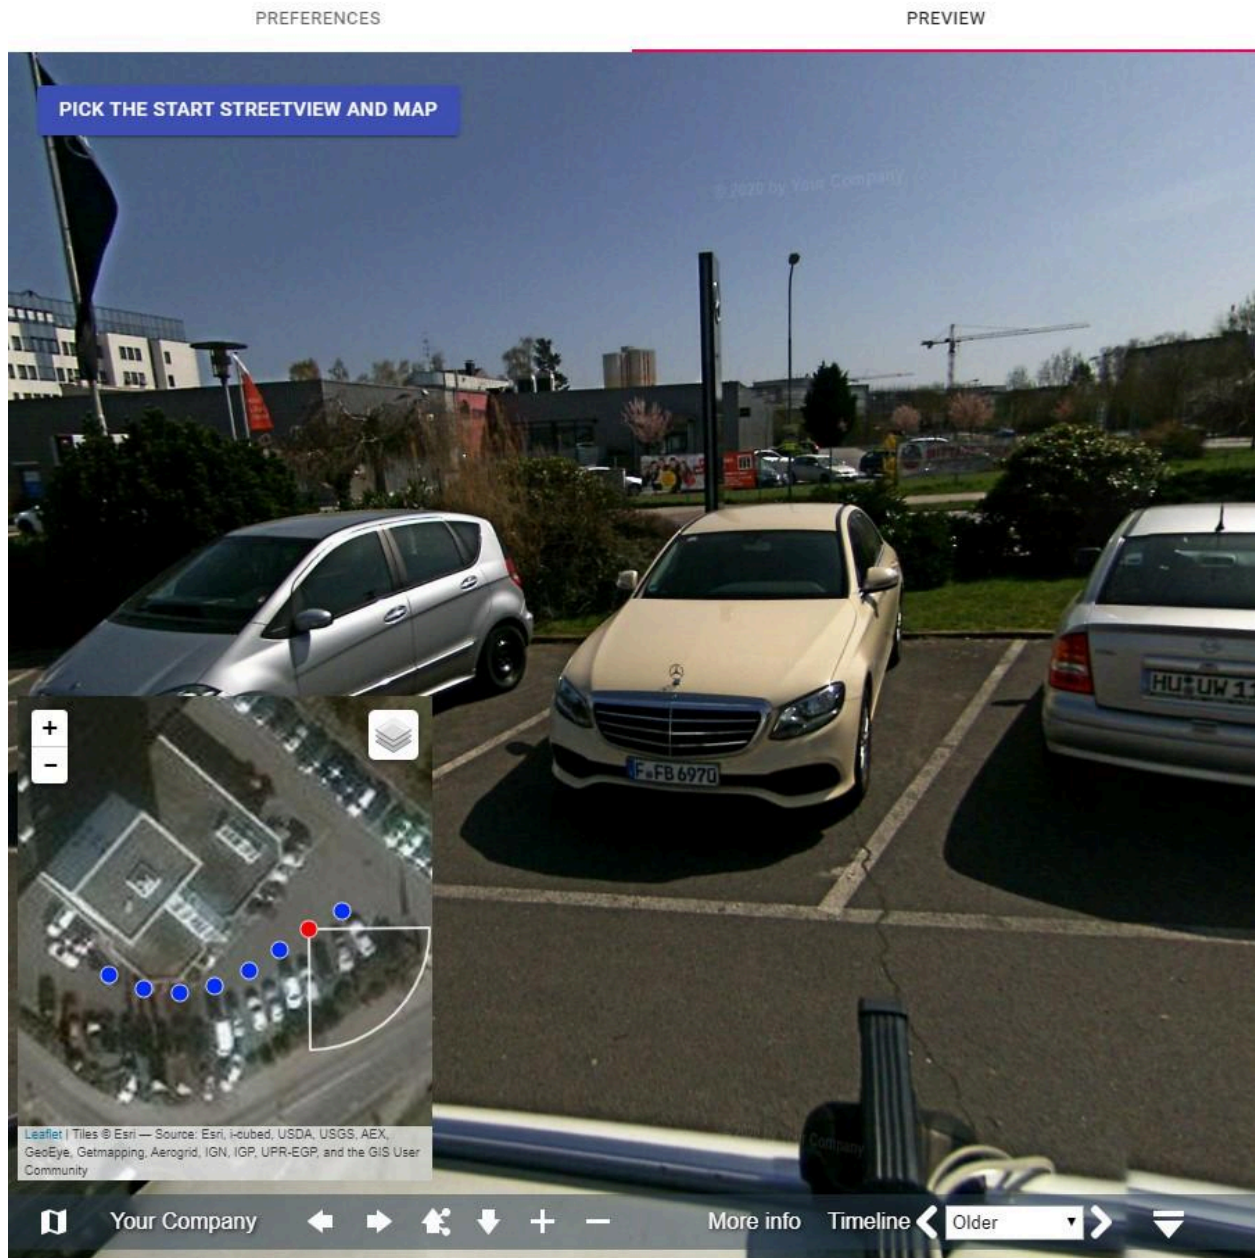 PREFERENCES
PREVIEW
PICK THE START STREETVIEW AND MAP
© 2020 by Your Company
F FB 6970
HU UW
+
−
Leaflet | Tiles © Esri — Source: Esri, i-cubed, USDA, USGS, AEX,
GeoEye, Getmapping, Aerogrid, IGN, IGP, UPR-EGP, and the GIS User
Community
Company
Your Company
More info
Timeline
Older